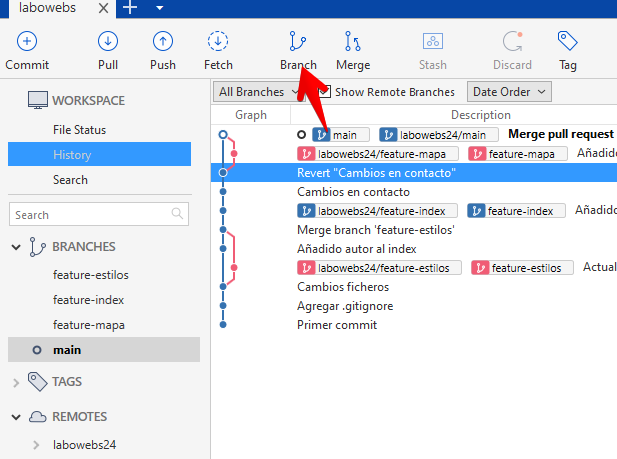 labowebs
Commit Pull Push Fetch Branch Merge Stash Discard Tag
WORKSPACE
File Status
History
Search
Search
BRANCHES
feature-estilos
feature-index
feature-mapa
main
TAGS
REMOTES
labowebs24
All Branches Show Remote Branches Date Order
Graph Description
main labowebs24/main Merge pull request
labowebs24/feature-mapa feature-mapa Añadido
Revert "Cambios en contacto"
Cambios en contacto
labowebs24/feature-index feature-index Añadido
Merge branch 'feature-estilos'
Añadido autor al index
labowebs24/feature-estilos feature-estilos Actual
Cambios ficheros
Agregar .gitignore
Primer commit